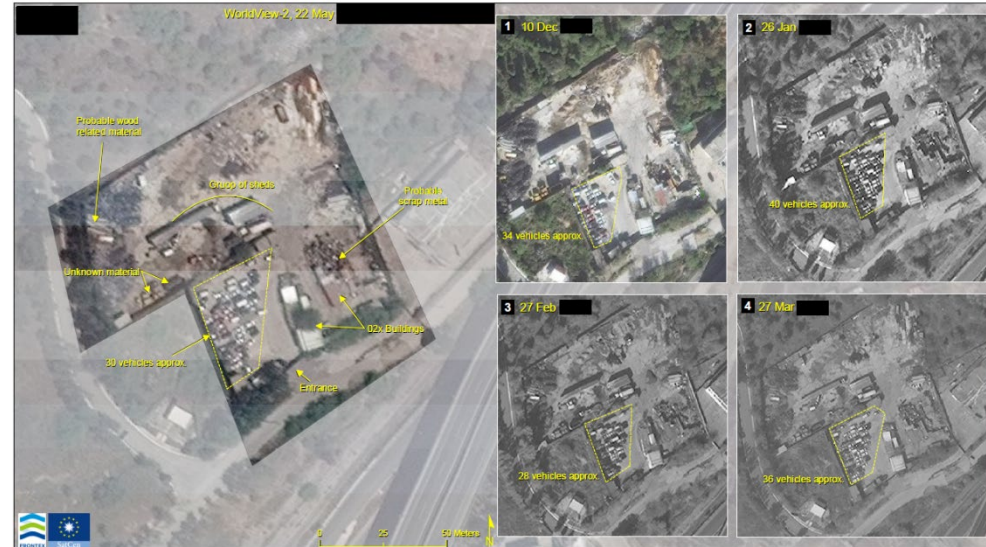 WorldView-2, 22 May
Probable wood
related material
Group of sheds
Probable
scrap metal
Unknown material
02x Buildings
30 vehicles approx.
Entrance
0 25 50 Meters
N
FRONTEX
SatCen
1 10 Dec
34 vehicles approx.
2 26 Jan
40 vehicles approx.
3 27 Feb
28 vehicles approx.
4 27 Mar
36 vehicles approx.